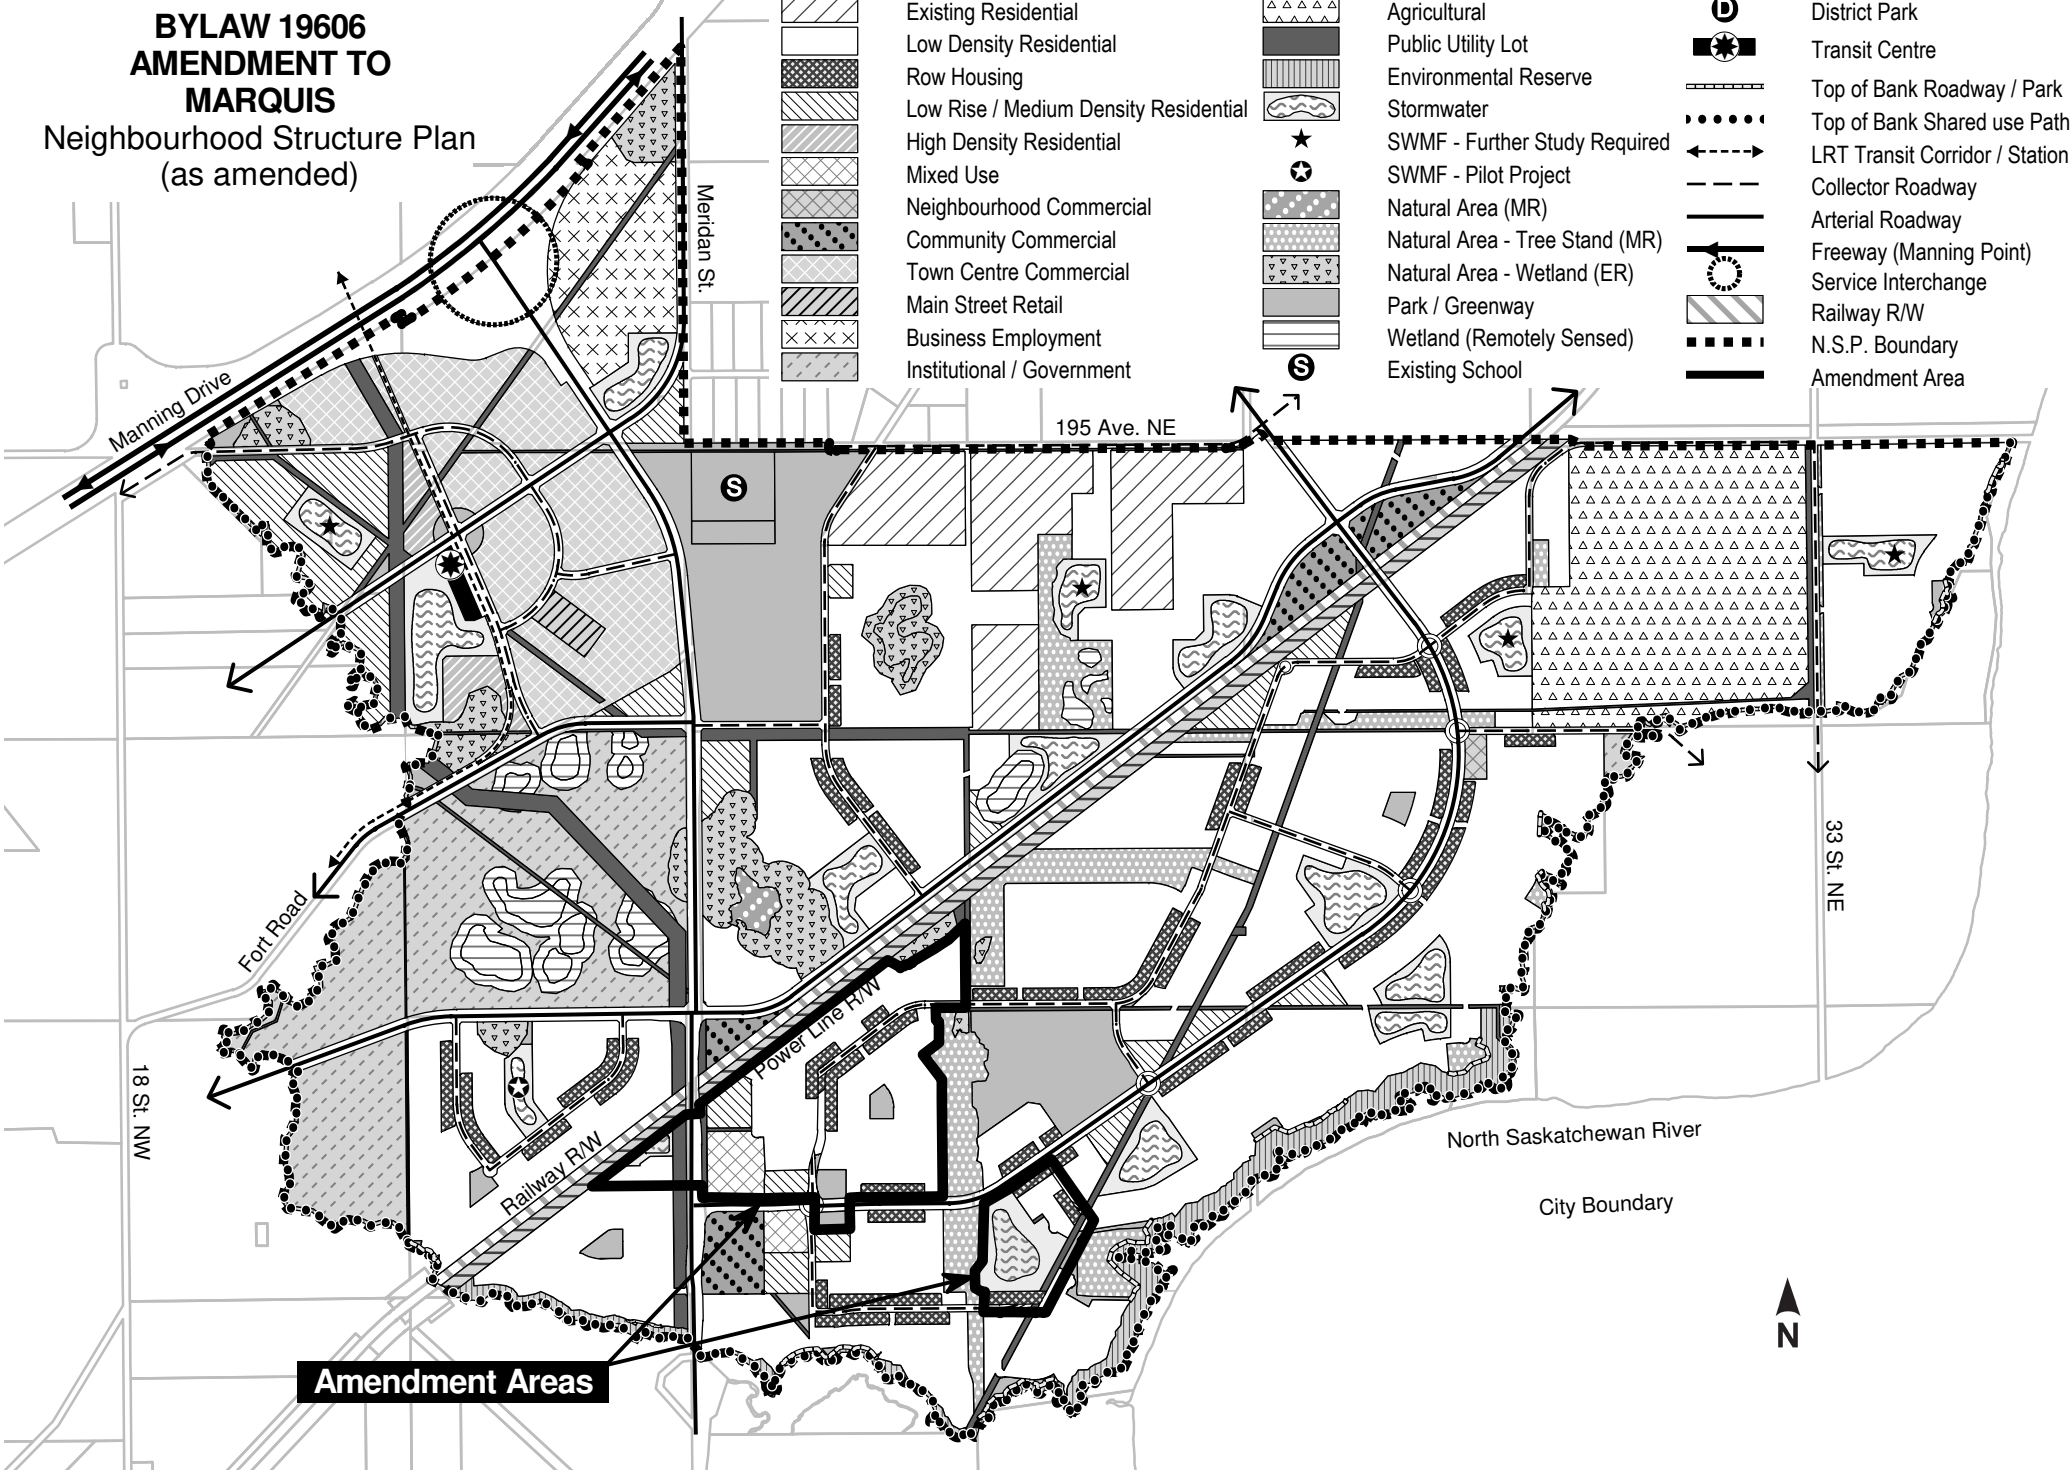 BYLAW 19606
AMENDMENT TO
MARQUIS
Neighbourhood Structure Plan
(as amended)
Existing Residential
Low Density Residential
Row Housing
Low Rise / Medium Density Residential
High Density Residential
Mixed Use
Neighbourhood Commercial
Community Commercial
Town Centre Commercial
Main Street Retail
Business Employment
Institutional / Government
Agricultural
Public Utility Lot
Environmental Reserve
Stormwater
SWMF - Further Study Required
SWMF - Pilot Project
Natural Area (MR)
Natural Area - Tree Stand (MR)
Natural Area - Wetland (ER)
Park / Greenway
Wetland (Remotely Sensed)
S Existing School
D District Park
Transit Centre
Top of Bank Roadway / Park
Top of Bank Shared use Path
LRT Transit Corridor / Station
Collector Roadway
Arterial Roadway
Freeway (Manning Point)
Service Interchange
Railway R/W
N.S.P. Boundary
Amendment Area
Meridan St.
Manning Drive
195 Ave. NE
S
33 St. NE
Fort Road
Power Line R/W
18 St. NW
Railway R/W
North Saskatchewan River
City Boundary
Amendment Areas
N